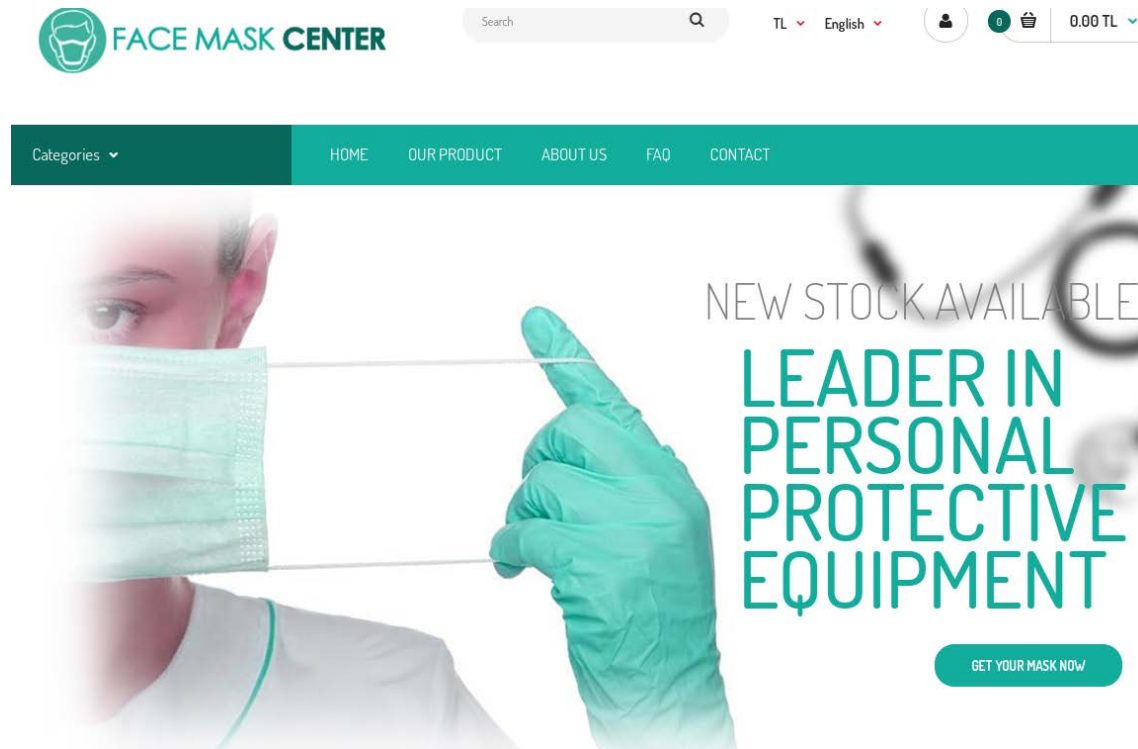 FACE MASK CENTER
Search
TL
English
0
0.00 TL
Categories
HOME
OUR PRODUCT
ABOUT US
FAQ
CONTACT
NEW STOCK AVAILABLE
LEADER IN
PERSONAL
PROTECTIVE
EQUIPMENT
GET YOUR MASK NOW